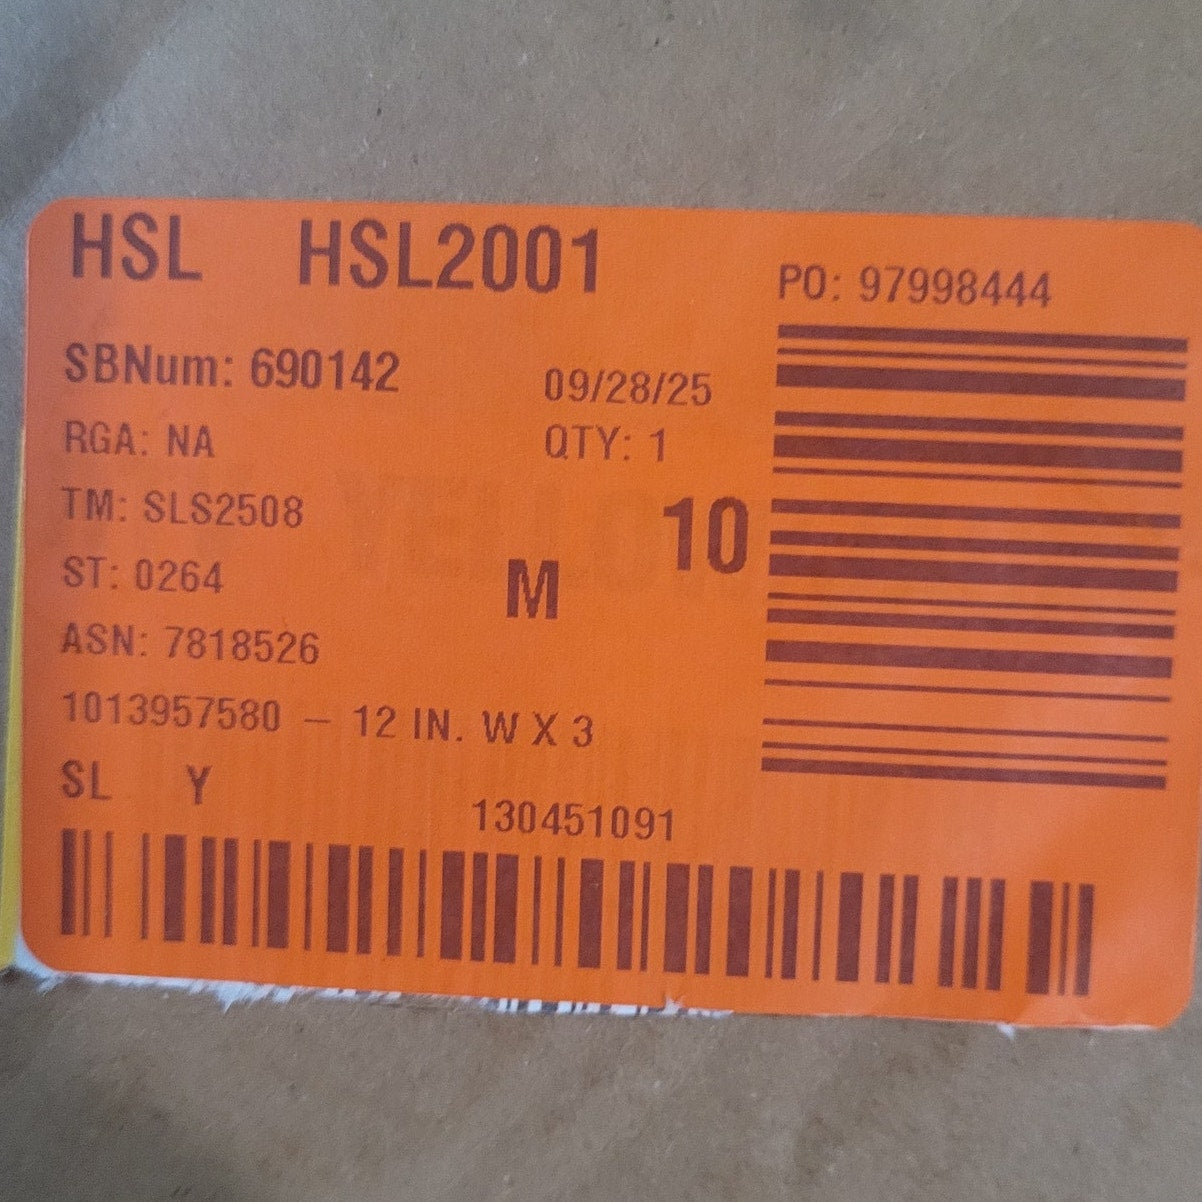 HSL HSL2001
PO: 97998444
SBNum: 690142
09/28/25
RGA: NA
QTY: 1
TM: SLS2508
10
ST: 0264
M
ASN: 7818526
1013957580 – 12 IN. W X 3
SL Y
130451091